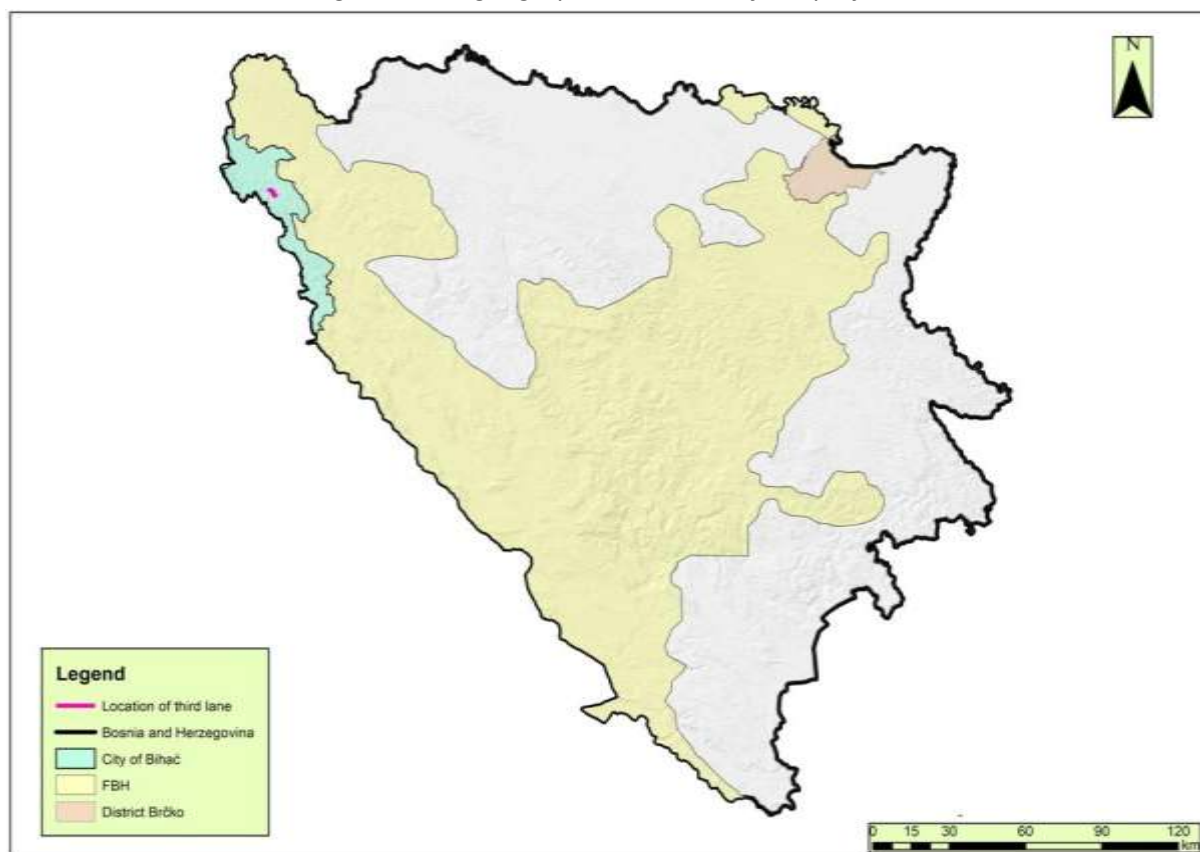 N
Legend
Location of third lane
Bosnia and Herzegovina
City of Bihač
FBH
District Brčko
0 15 30 60 90 120
km